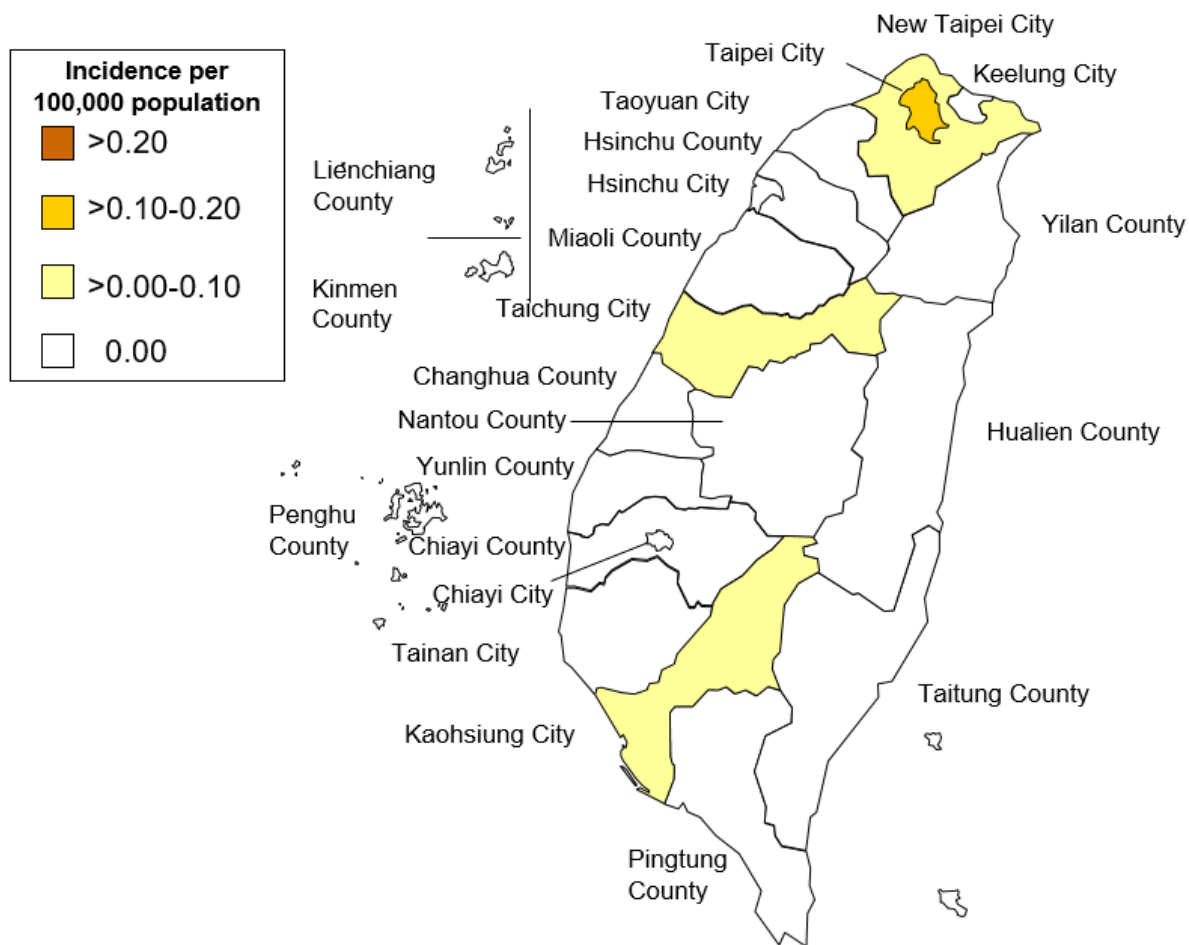 Incidence per
100,000 population
>0.20
>0.10-0.20
>0.00-0.10
0.00
New Taipei City
Taipei City
Keelung City
Taoyuan City
Hsinchu County
Lienchiang
County
Hsinchu City
Yilan County
Miaoli County
Kinmen
County
Taichung City
Changhua County
Nantou County
Hualien County
Yunlin County
Penghu
County
Chiayi County
Chiayi City
Tainan City
Taitung County
Kaohsiung City
Pingtung
County